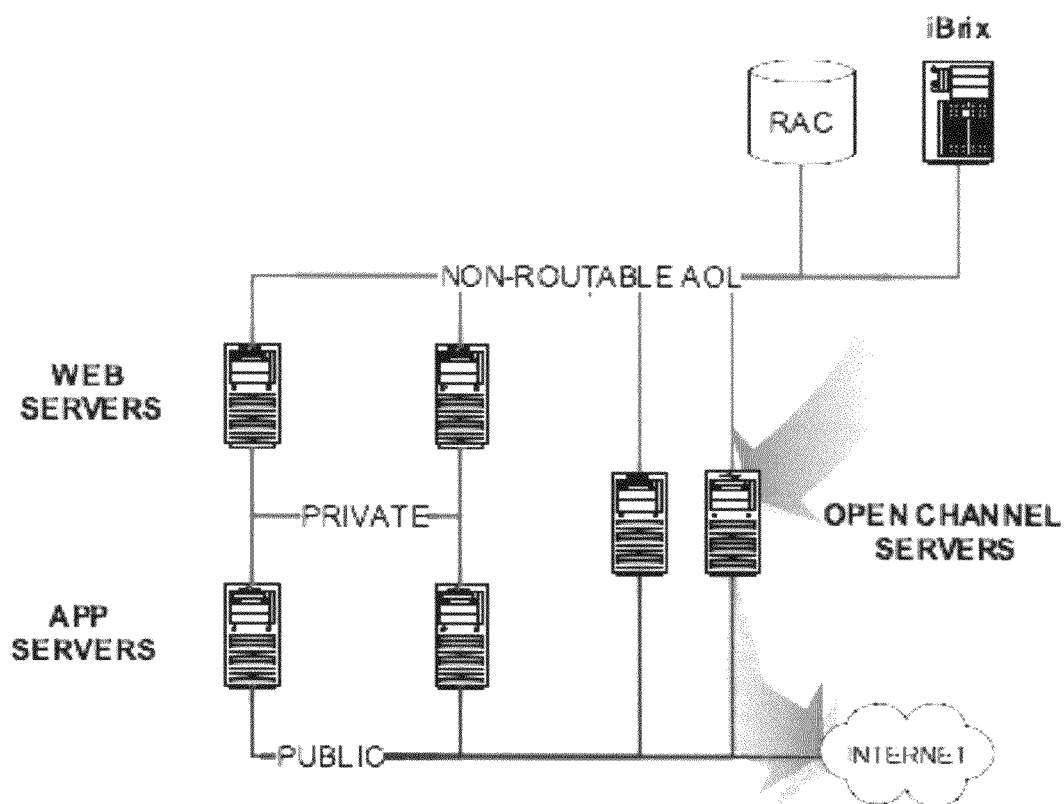 iBrix
RAC
NON-ROUTABLE AOL
WEB
SERVERS
PRIVATE
OPEN CHANNEL
SERVERS
APP
SERVERS
PUBLIC
INTERNET